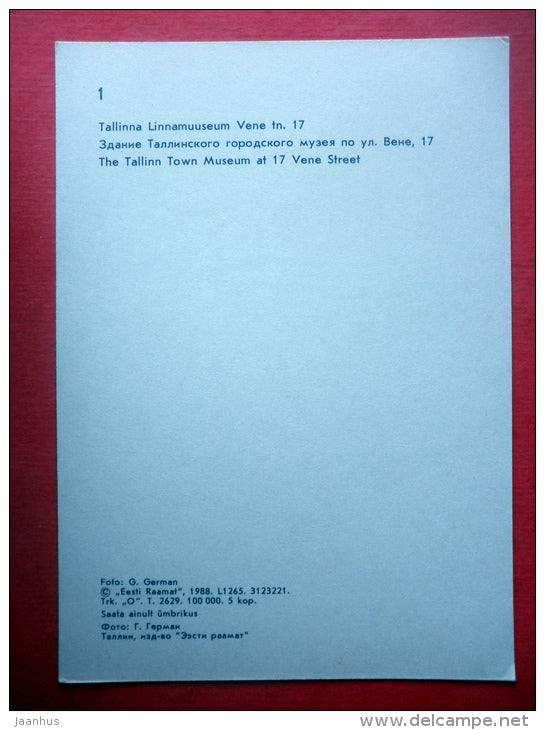 1
Tallinna Linnamuuseum Vene tn. 17
Здание Таллинского городского музея по ул. Вене, 17
The Tallinn Town Museum at 17 Vene Street
Foto: G. German
© „Eesti Raamat", 1988. L1265. 3123221.
Trk. „O". T. 2629. 100 000. 5 kop.
Saata ainult ümbrikus
Фото: Г. Герман
Таллин, изд-во "Ээсти раамат"
jaanhus
www.delcampe.net